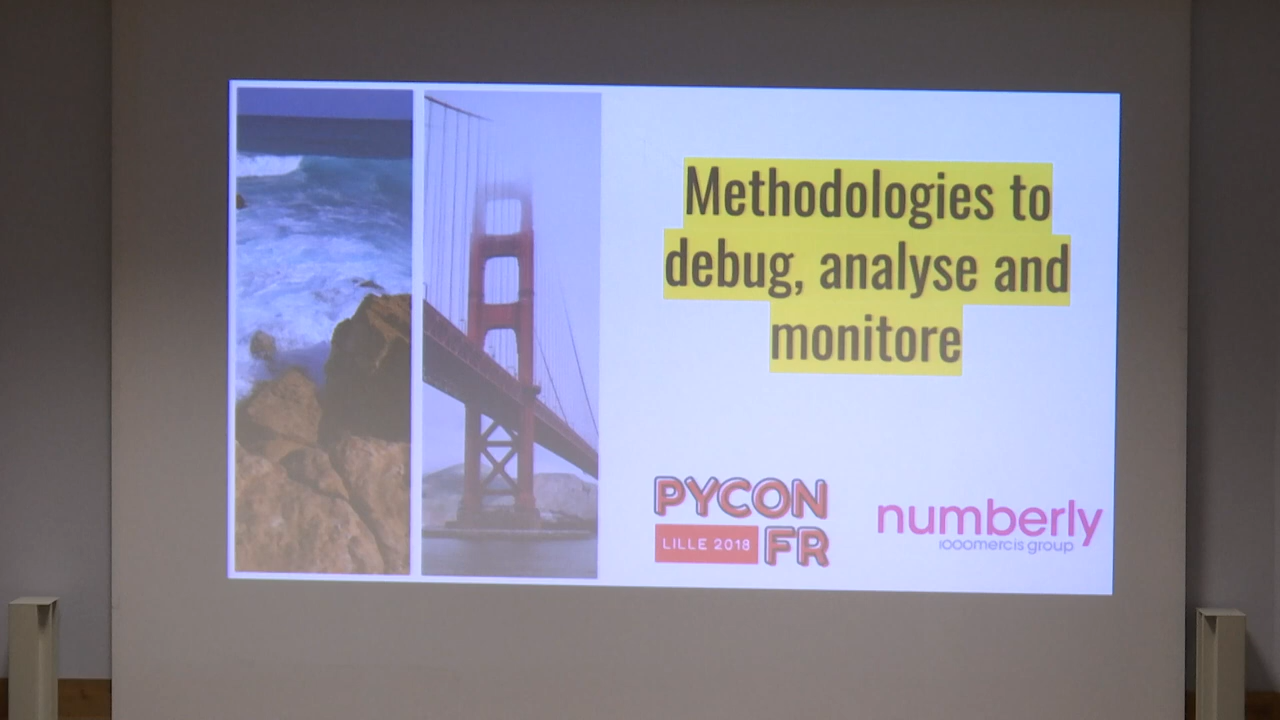 Methodologies to
debug, analyse and
monitore
PYCON
LILLE 2018 FR
numberly
1000mercis group